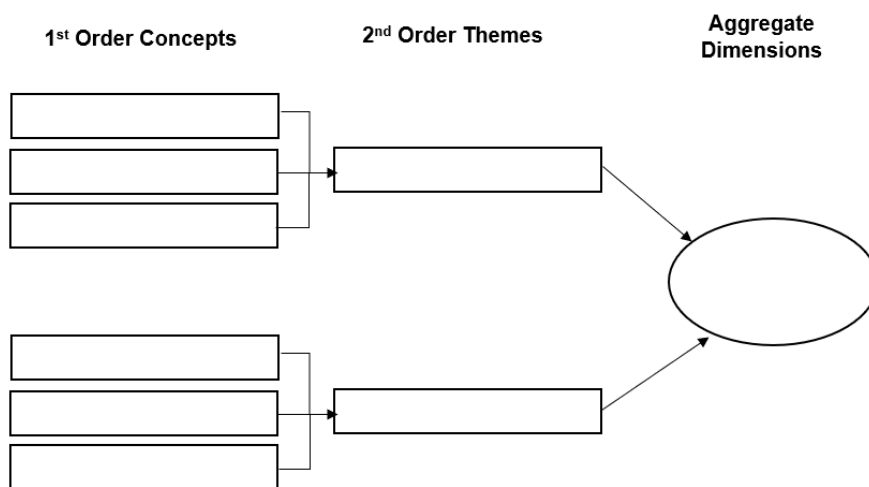 1st Order Concepts
2nd Order Themes
Aggregate
Dimensions